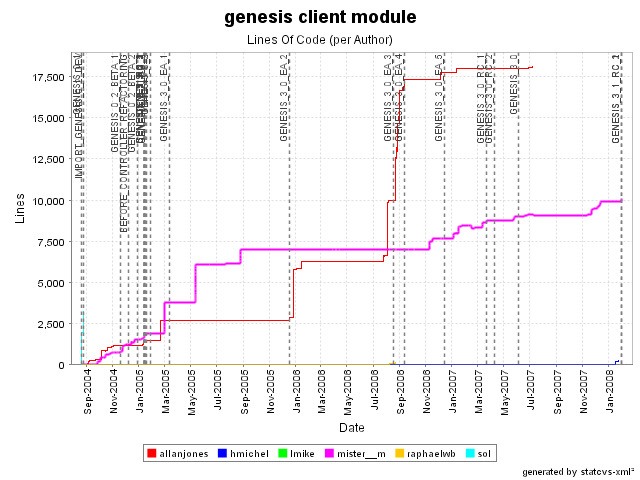 genesis client module
Lines Of Code (per Author)
Lines
17,500
15,000
12,500
10,000
7,500
5,000
2,500
0
BEFORE_CONTROLLER_REFACTORING
GENESIS_3_0_EA_1
GENESIS_3_0_EA_2
GENESIS_3_0_EA_3
GENESIS_3_0_EA_4
GENESIS_3_0_EA_5
GENESIS_3_0_RC_1
GENESIS_3_0_RC_2
GENESIS_3_0
GENESIS_3_1_RC_1
Sep-2004
Nov-2004
Jan-2005
Mar-2005
May-2005
Jul-2005
Sep-2005
Nov-2005
Jan-2006
Mar-2006
May-2006
Jul-2006
Sep-2006
Nov-2006
Jan-2007
Mar-2007
May-2007
Jul-2007
Sep-2007
Nov-2007
Jan-2008
Date
allanjones hmichel lmike mister__m raphaelwb sol
generated by statcvs-xml²